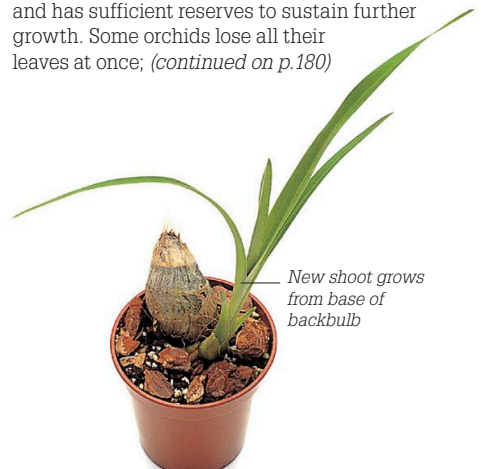 and has sufficient reserves to sustain further
growth. Some orchids lose all their
leaves at once; (continued on p.180)
New shoot grows
from base of
backbulb